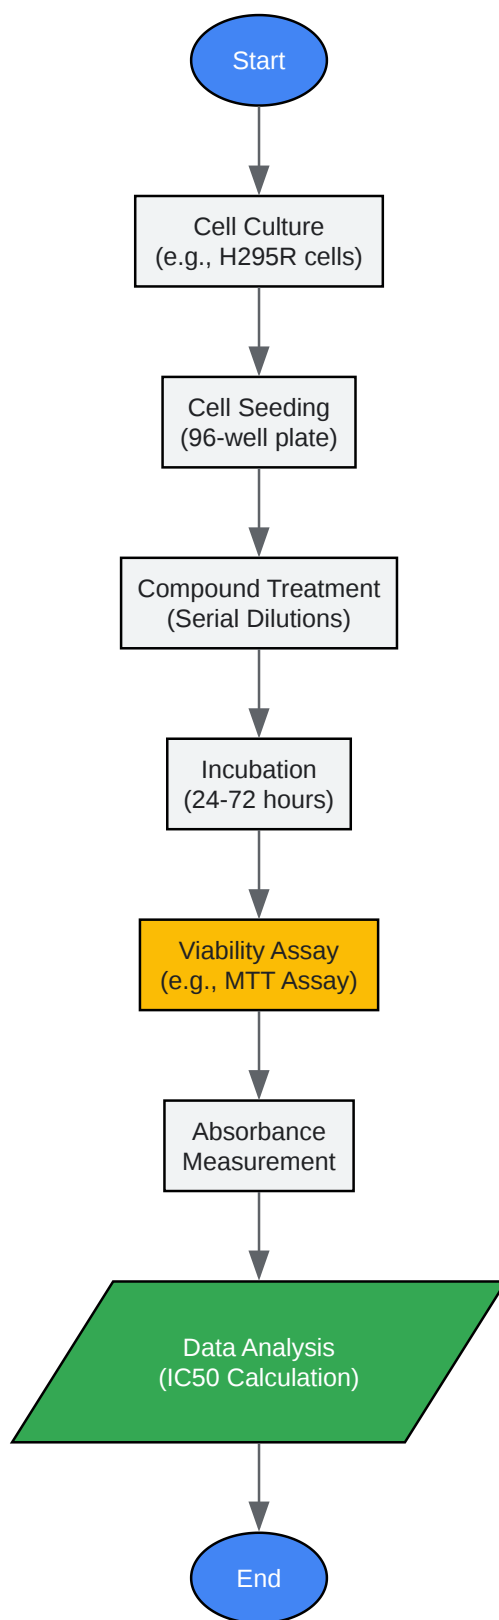 Start
Cell Culture
(e.g., H295R cells)
Cell Seeding
(96-well plate)
Compound Treatment
(Serial Dilutions)
Incubation
(24-72 hours)
Viability Assay
(e.g., MTT Assay)
Absorbance
Measurement
Data Analysis
(IC50 Calculation)
End